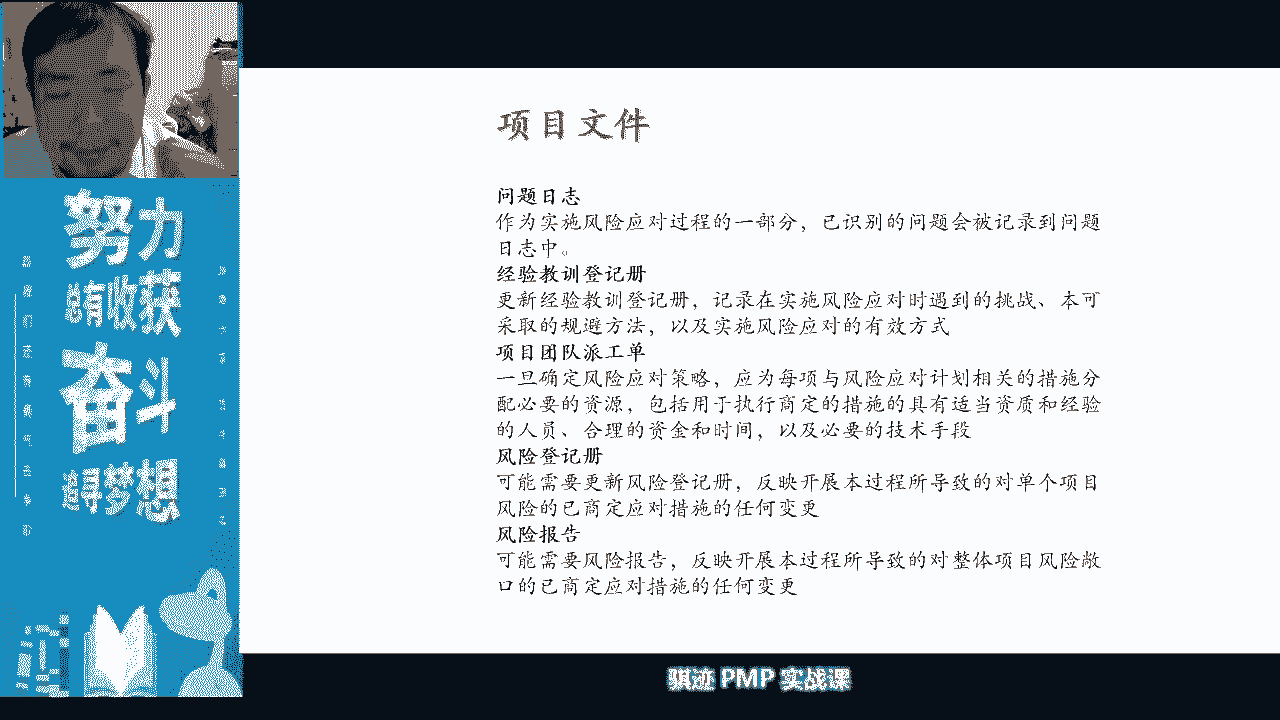 努力
总有收获
奋斗
追寻梦想
项目文件
问题日志
作为实施风险应对过程的一部分，已识别的问题会被记录到问题
日志中。
经验教训登记册
更新经验教训登记册，记录在实施风险应对时遇到的挑战、本可
采取的规避方法，以及实施风险应对的有效方式
项目团队派工单
一旦确定风险应对策略，应为每项与风险应对计划相关的措施分
配必要的资源，包括用于执行商定的措施的具有适当资质和经验
的人员、合理的资金和时间，以及必要的技术手段
风险登记册
可能需要更新风险登记册，反映开展本过程所导致的对单个项目
风险的已商定应对措施的任何变更
风险报告
可能需要风险报告，反映开展本过程所导致的对整体项目风险敞
口的已商定应对措施的任何变更
骐迹 PMP 实战课